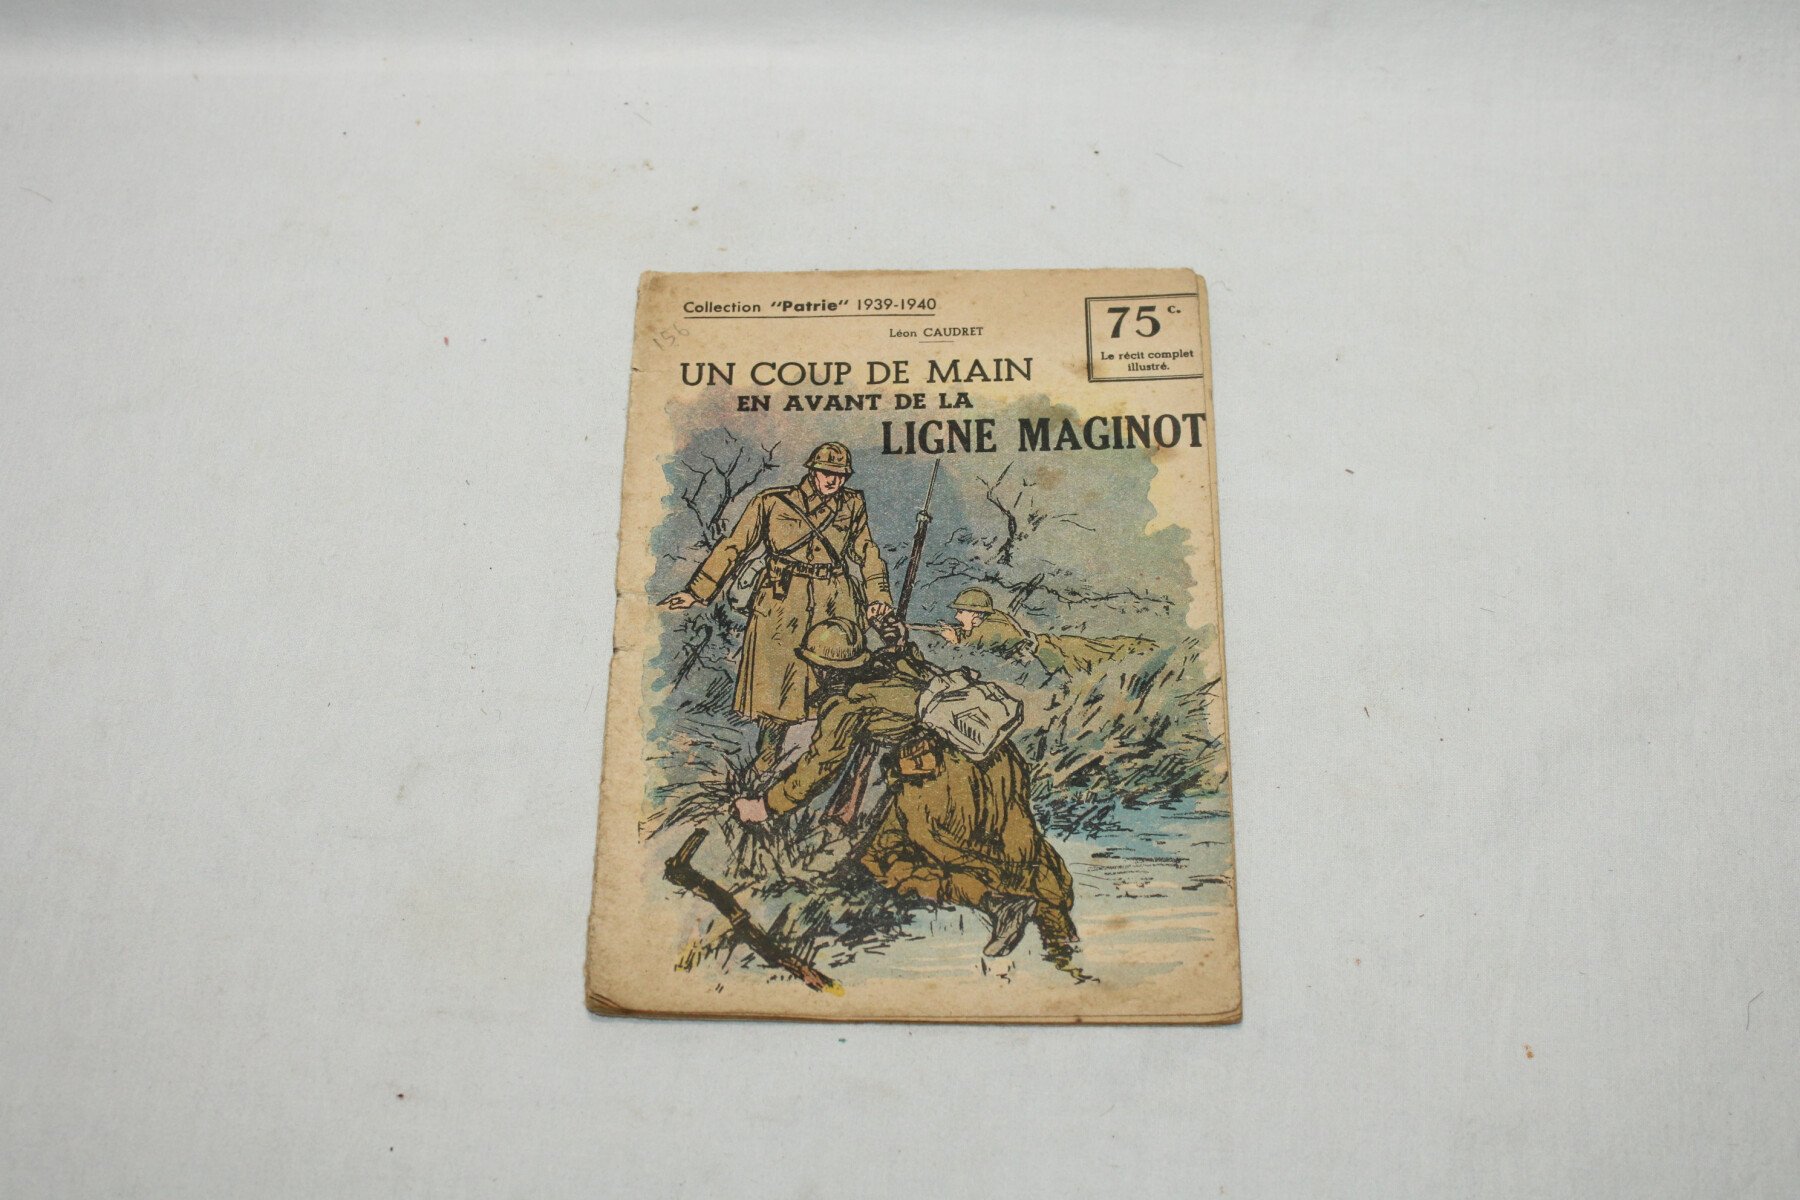 Collection "Patrie" 1939-1940
Léon CAUDRET
75 c.
Le récit complet
illustré.
156
UN COUP DE MAIN
EN AVANT DE LA
LIGNE MAGINOT